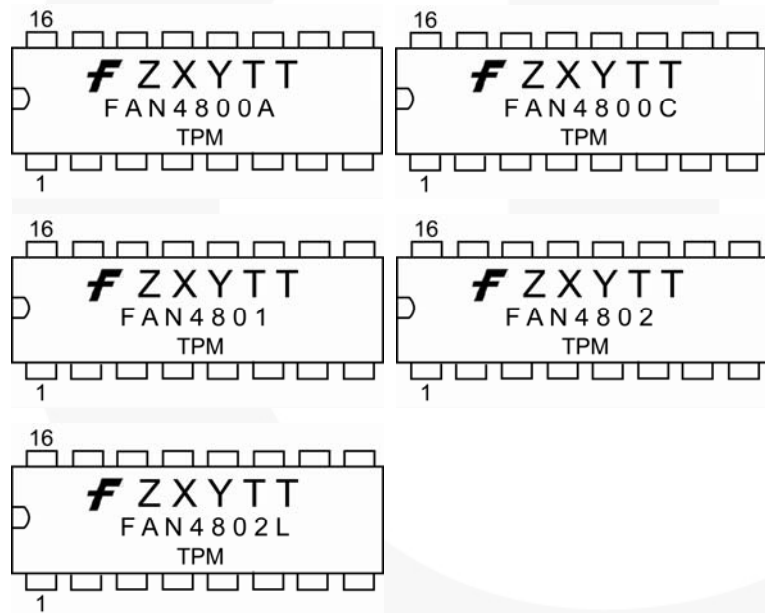 16
ZXYTT
FAN4800A
TPM
1
16
ZXYTT
FAN4800C
TPM
1
16
ZXYTT
FAN4801
TPM
1
16
ZXYTT
FAN4802
TPM
1
16
ZXYTT
FAN4802L
TPM
1